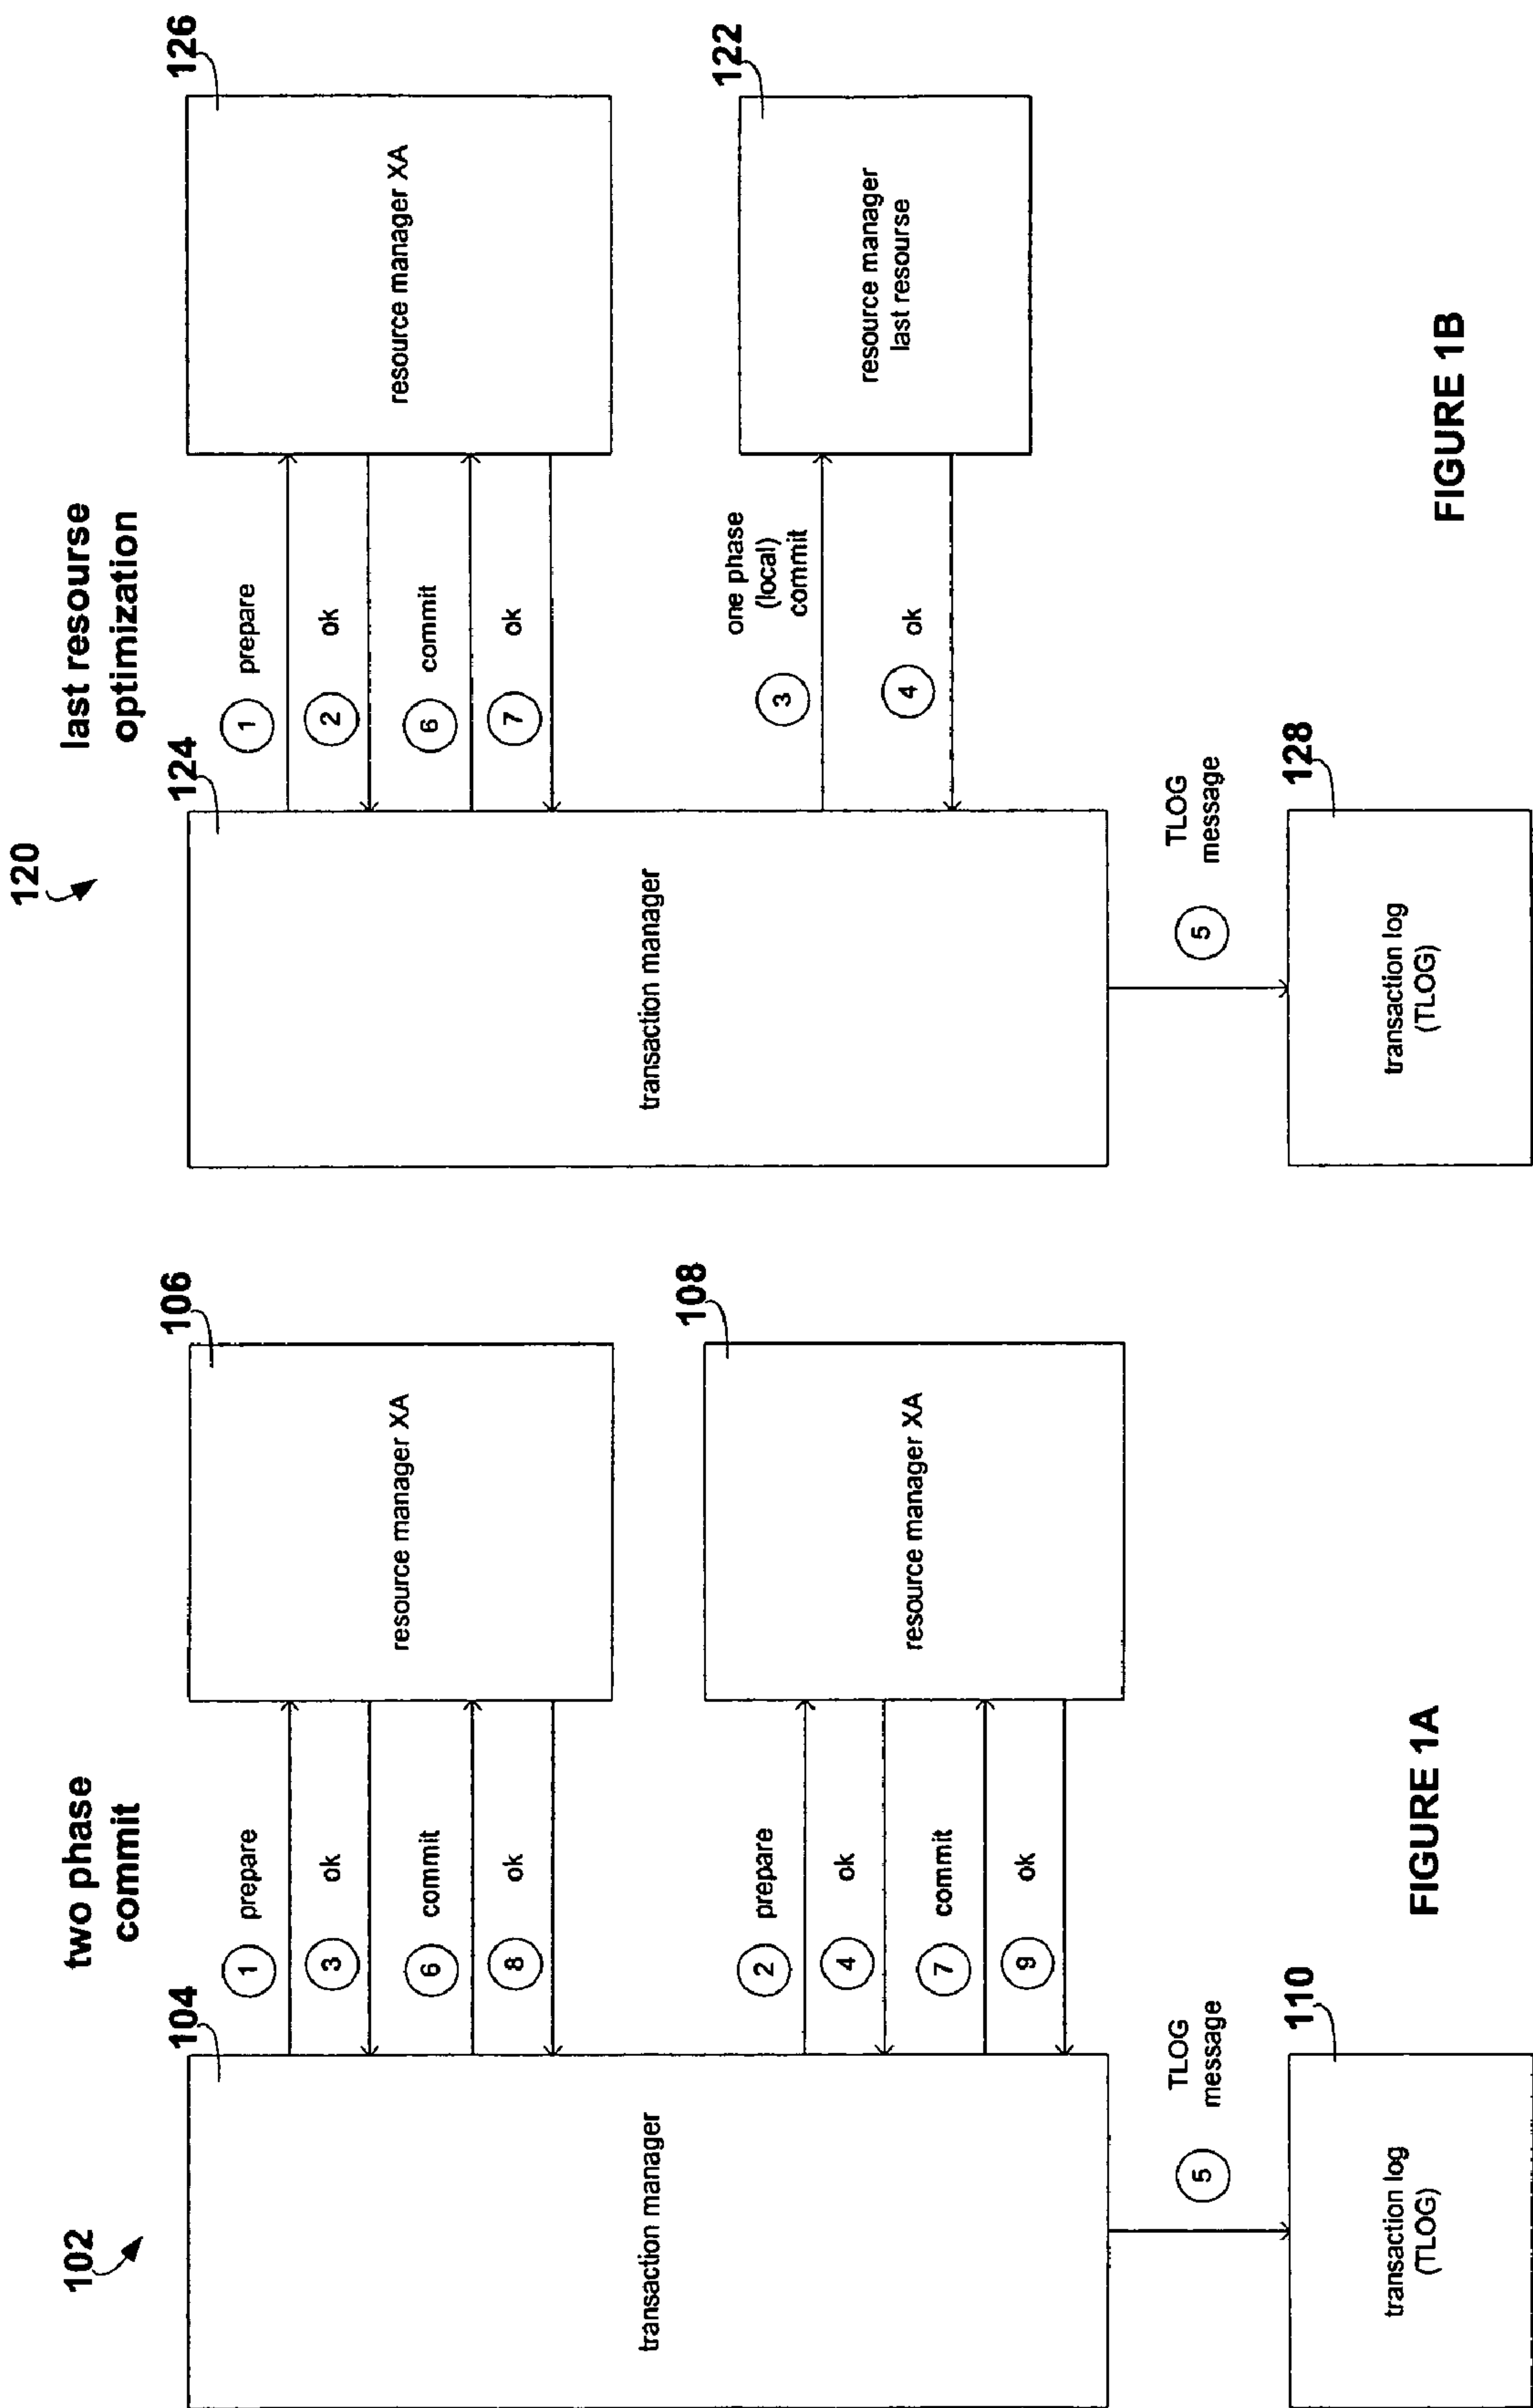 two phase
commit
102
104
transaction manager
1
prepare
3
ok
6
commit
8
ok
106
resource manager XA
2
prepare
4
ok
7
commit
9
ok
108
resource manager XA
5
TLOG
message
110
transaction log
(TLOG)
FIGURE 1A
last resourse
optimization
120
124
transaction manager
1
prepare
2
ok
6
commit
7
ok
126
resource manager XA
3
one phase
(local)
commit
4
ok
122
resource manager
last resourse
5
TLOG
message
128
transaction log
(TLOG)
FIGURE 1B